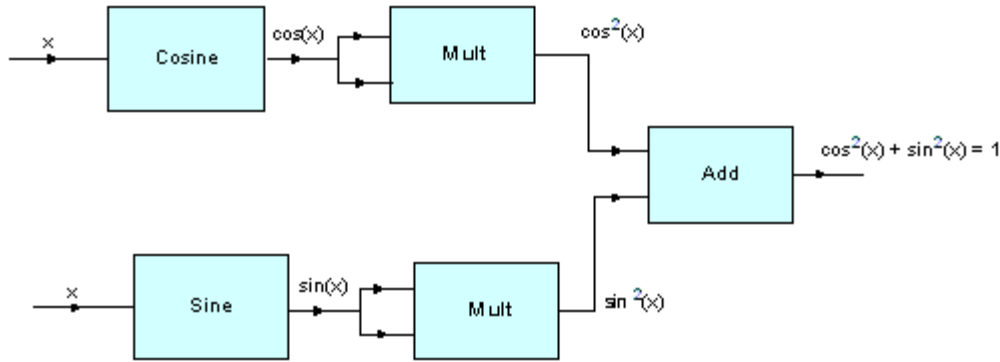 x
Cosine
cos(x)
Mult
cos²(x)
Add
cos²(x) + sin²(x) = 1
x
Sine
sin(x)
Mult
sin ²(x)